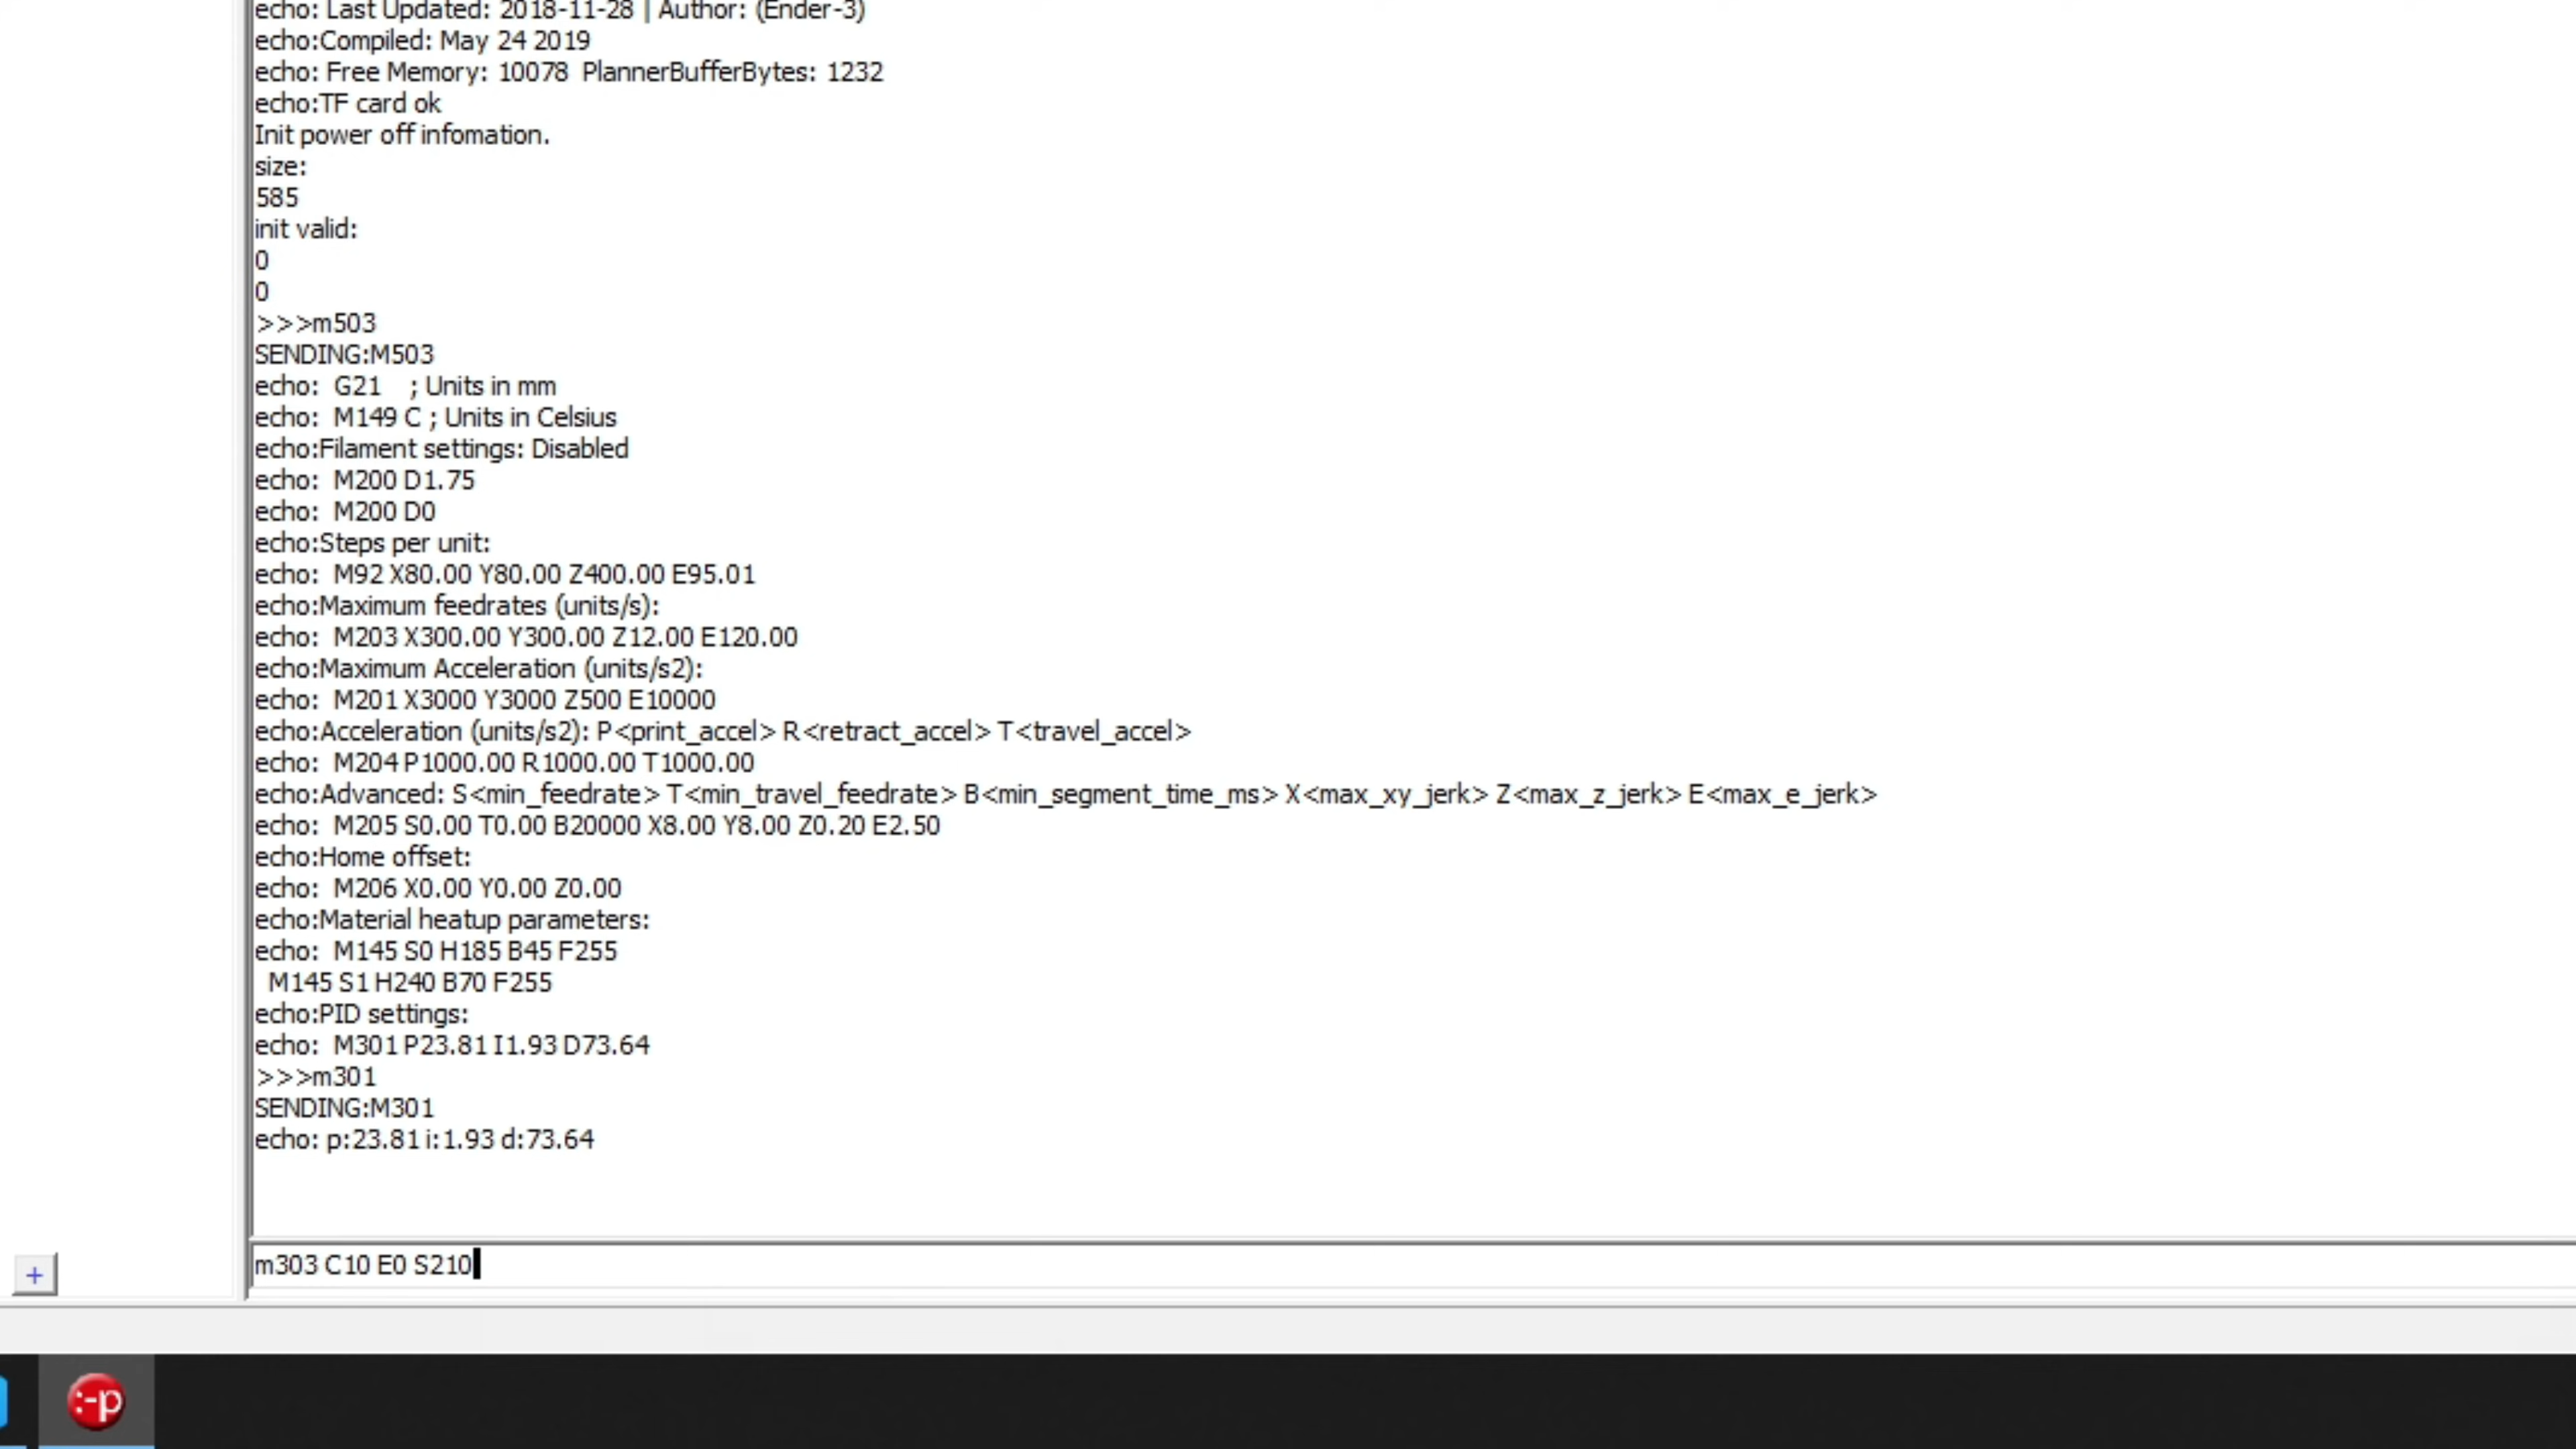 echo: Last Updated: 2018-11-28 | Author: (Ender-3)
echo:Compiled: May 24 2019
echo: Free Memory: 10078  PlannerBufferBytes: 1232
echo:TF card ok
Init power off infomation.
size:
585
init valid:
0
0
>>>m503
SENDING:M503
echo:  G21    ; Units in mm
echo:  M149 C ; Units in Celsius
echo:Filament settings: Disabled
echo:  M200 D1.75
echo:  M200 D0
echo:Steps per unit:
echo:  M92 X80.00 Y80.00 Z400.00 E95.01
echo:Maximum feedrates (units/s):
echo:  M203 X300.00 Y300.00 Z12.00 E120.00
echo:Maximum Acceleration (units/s2):
echo:  M201 X3000 Y3000 Z500 E10000
echo:Acceleration (units/s2): P<print_accel> R<retract_accel> T<travel_accel>
echo:  M204 P1000.00 R1000.00 T1000.00
echo:Advanced: S<min_feedrate> T<min_travel_feedrate> B<min_segment_time_ms> X<max_xy_jerk> Z<max_z_jerk> E<max_e_jerk>
echo:  M205 S0.00 T0.00 B20000 X8.00 Y8.00 Z0.20 E2.50
echo:Home offset:
echo:  M206 X0.00 Y0.00 Z0.00
echo:Material heatup parameters:
echo:  M145 S0 H185 B45 F255
  M145 S1 H240 B70 F255
echo:PID settings:
echo:  M301 P23.81 I1.93 D73.64
>>>m301
SENDING:M301
echo: p:23.81 i:1.93 d:73.64
m303 C10 E0 S210
+
:-p